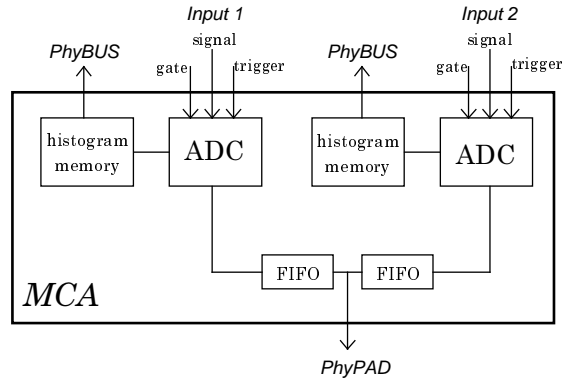 Input 1
Input 2
signal
signal
PhyBUS
PhyBUS
gate
trigger
gate
trigger
histogram
memory
ADC
histogram
memory
ADC
FIFO
FIFO
MCA
PhyPAD